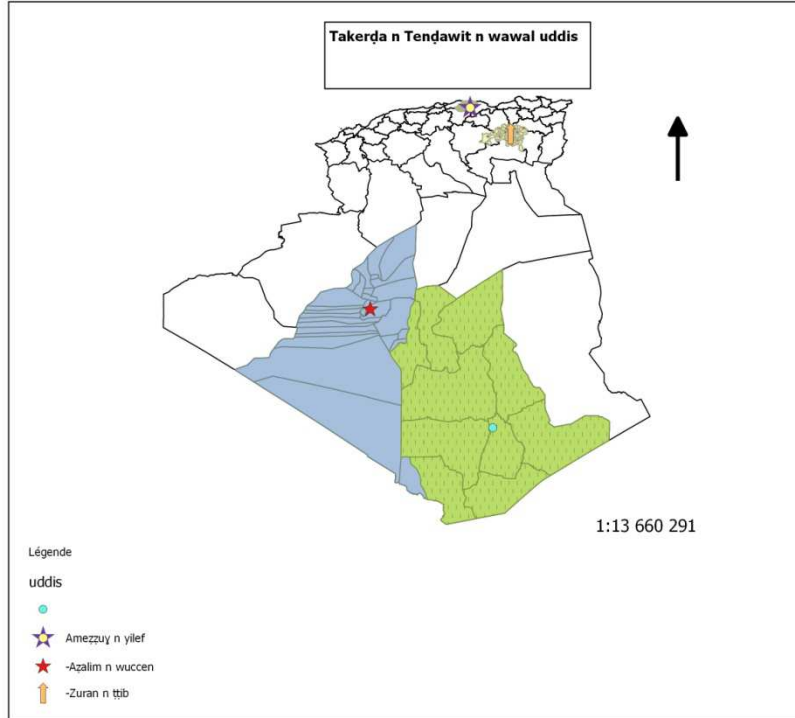 Takerḍa n Tenḍawit n wawal uddis
1:13 660 291
Légende
uddis
Ameẓẓuɣ n yilef
-Aẓalim n wuccen
-Zuran n ṭṭib